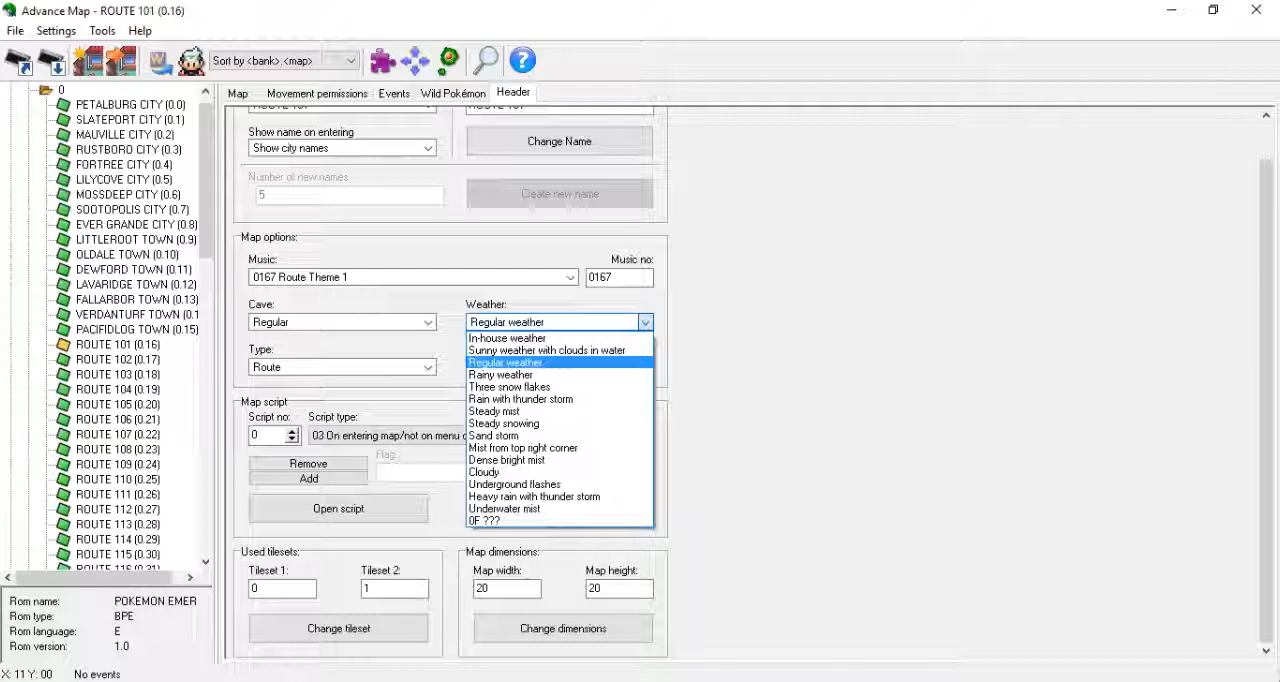 Advance Map - ROUTE 101 (0.16)
File Settings Tools Help
Sort by <bank>.<map>
0
PETALBURG CITY (0.0)
SLATEPORT CITY (0.1)
MAUVILLE CITY (0.2)
RUSTBORO CITY (0.3)
FORTREE CITY (0.4)
LILYCOVE CITY (0.5)
MOSSDEEP CITY (0.6)
SOOTOPOLIS CITY (0.7)
EVER GRANDE CITY (0.8)
LITTLEROOT TOWN (0.9)
OLDALE TOWN (0.10)
DEWFORD TOWN (0.11)
LAVARIDGE TOWN (0.12)
FALLARBOR TOWN (0.13)
VERDANTURF TOWN (0.1
PACIFIDLOG TOWN (0.15)
ROUTE 101 (0.16)
ROUTE 102 (0.17)
ROUTE 103 (0.18)
ROUTE 104 (0.19)
ROUTE 105 (0.20)
ROUTE 106 (0.21)
ROUTE 107 (0.22)
ROUTE 108 (0.23)
ROUTE 109 (0.24)
ROUTE 110 (0.25)
ROUTE 111 (0.26)
ROUTE 112 (0.27)
ROUTE 113 (0.28)
ROUTE 114 (0.29)
ROUTE 115 (0.30)
ROUTE 116 (0.31)
Rom name: POKEMON EMER
Rom type: BPE
Rom language: E
Rom version: 1.0
X: 11 Y: 00 No events
Map Movement permissions Events Wild Pokémon Header
Show name on entering
Show city names
Change Name
Number of new names
5
Create new name
Map options:
Music:
0167 Route Theme 1
Music no:
0167
Cave:
Regular
Weather:
Regular weather
In-house weather
Sunny weather with clouds in water
Regular weather
Rainy weather
Three snow flakes
Rain with thunder storm
Steady mist
Steady snowing
Sand storm
Mist from top right corner
Dense bright mist
Cloudy
Underground flashes
Heavy rain with thunder storm
Underwater mist
0F ???
Type:
Route
Map script
Script no: Script type:
0 03 On entering map/not on menu
Remove
Add
Flag
Open script
Used tilesets:
Tileset 1: Tileset 2:
0 1
Change tileset
Map dimensions:
Map width: Map height:
20 20
Change dimensions